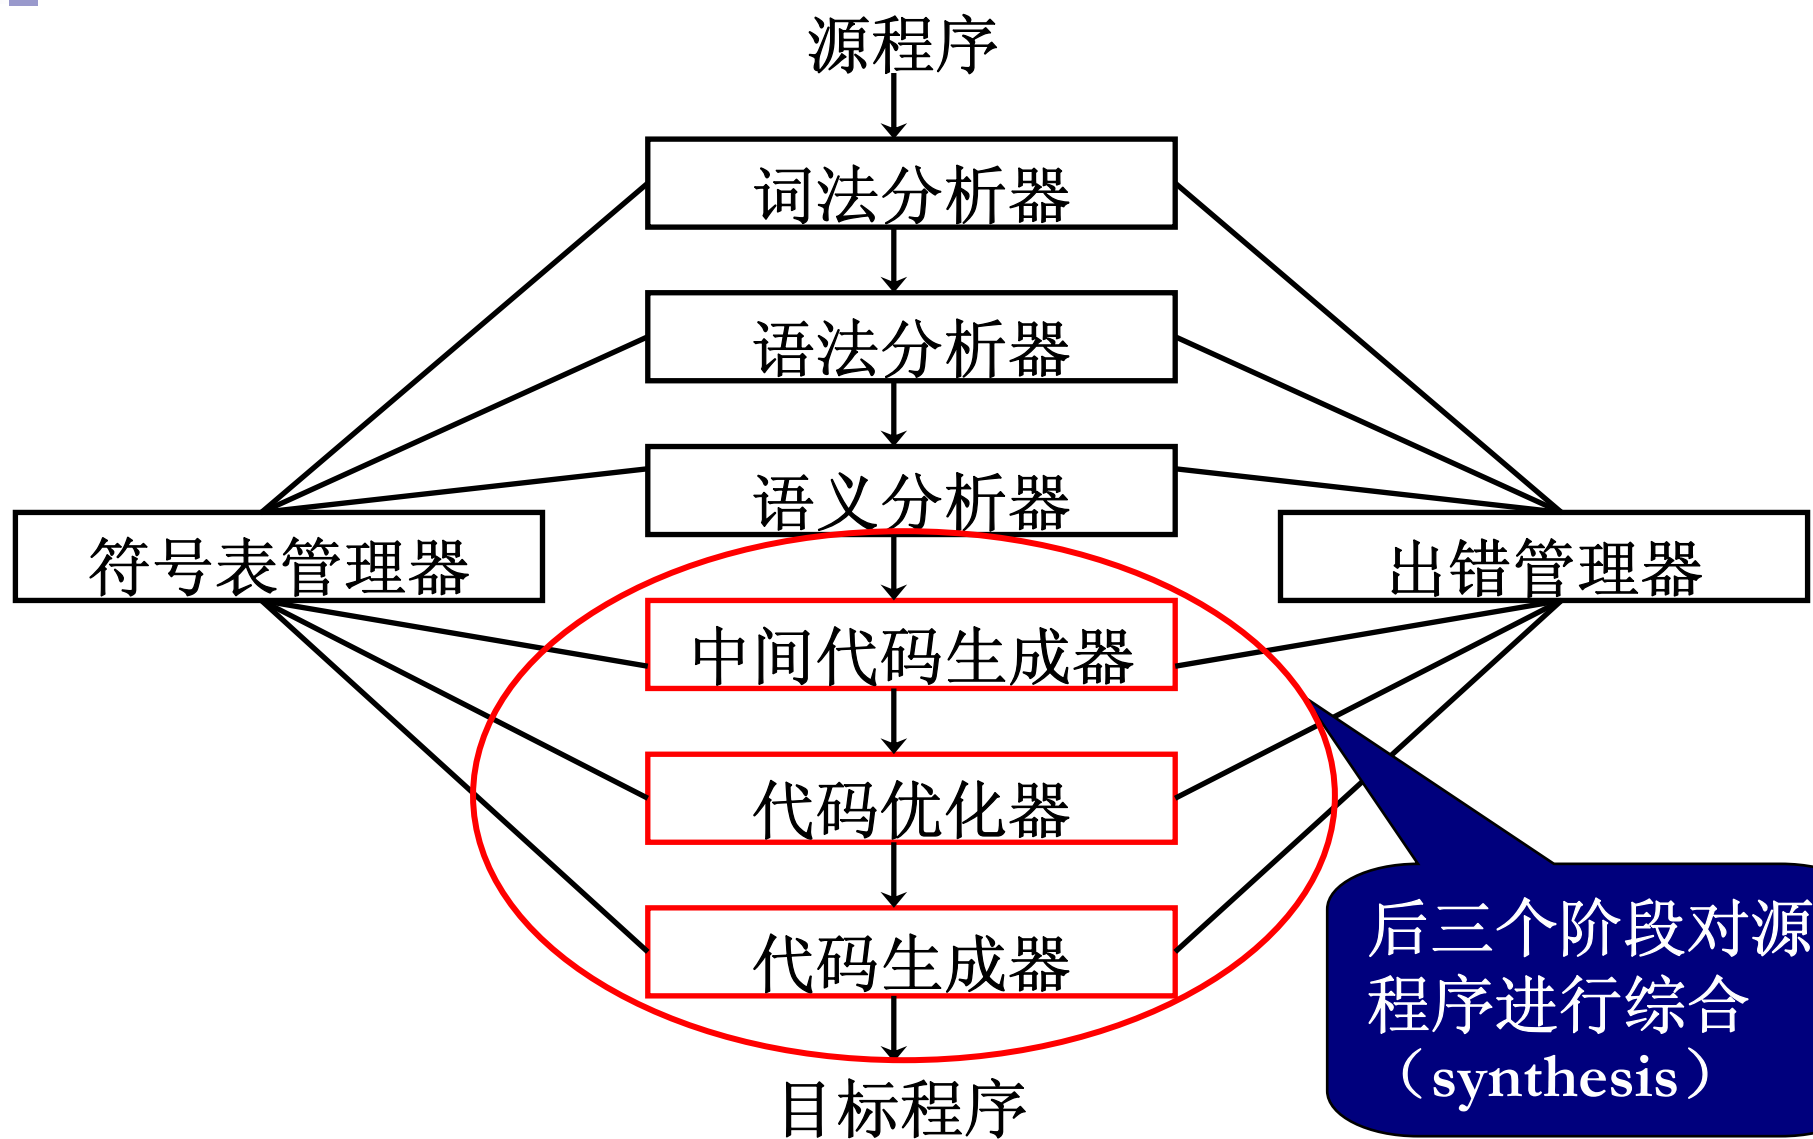 源程序
词法分析器
语法分析器
语义分析器
符号表管理器
出错管理器
中间代码生成器
代码优化器
代码生成器
后三个阶段对源
程序进行综合
（synthesis）
目标程序